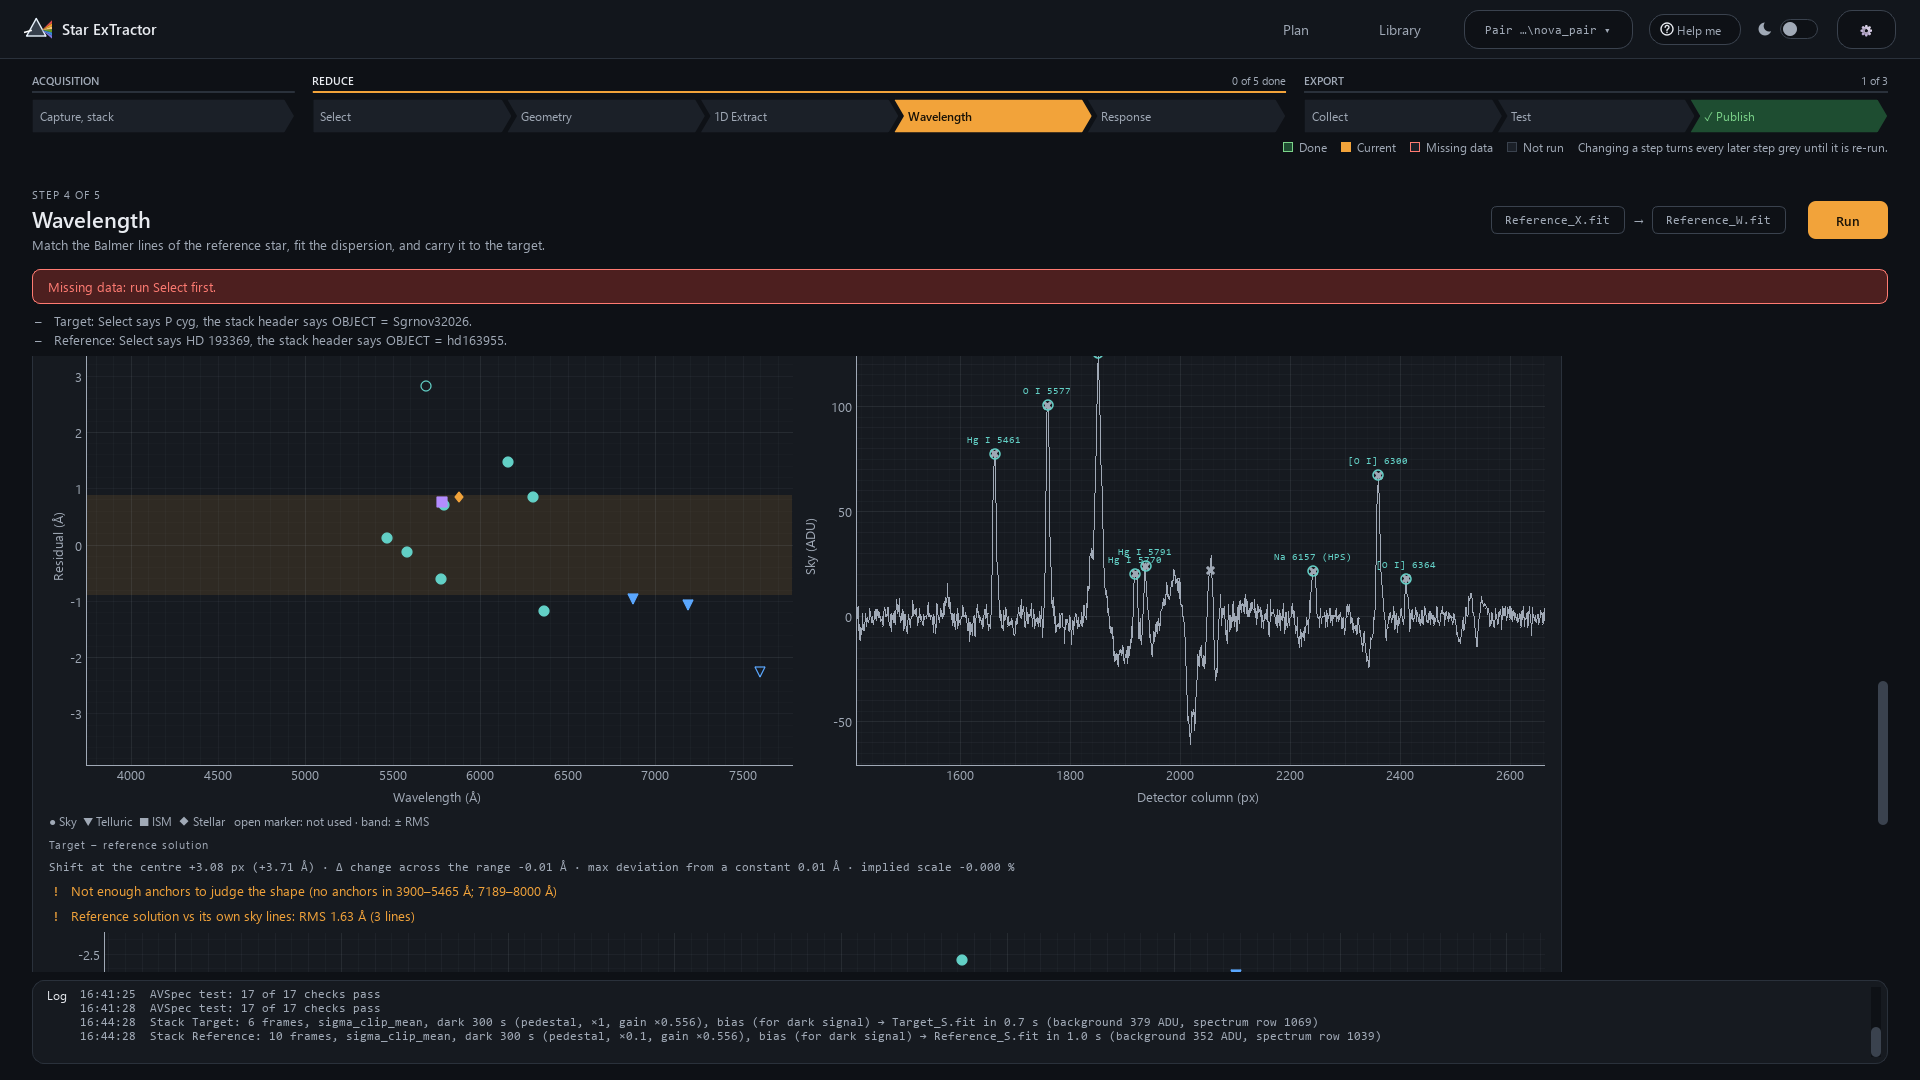 Star ExTractor
Plan
Library
Pair …\nova_pair ▾
Help me
ACQUISITION
REDUCE
0 of 5 done
EXPORT
1 of 3
Capture, stack
Select
Geometry
1D Extract
Wavelength
Response
Collect
Test
✓ Publish
Done
Current
Missing data
Not run
Changing a step turns every later step grey until it is re-run.
STEP 4 OF 5
Wavelength
Match the Balmer lines of the reference star, fit the dispersion, and carry it to the target.
Reference_X.fit → Reference_W.fit
Run
Missing data: run Select first.
– Target: Select says P cyg, the stack header says OBJECT = Sgrnov32026.
– Reference: Select says HD 193369, the stack header says OBJECT = hd163955.
3
2
1
0
-1
-2
-3
Residual (Å)
4000 4500 5000 5500 6000 6500 7000 7500
Wavelength (Å)
100
50
0
-50
Sky (ADU)
O I 5577
Hg I 5461
[O I] 6300
Hg I 5791
Hg I 5770
Na 6157 (HPS)
[O I] 6364
1600 1800 2000 2200 2400 2600
Detector column (px)
● Sky ▼ Telluric ■ ISM ◆ Stellar open marker: not used · band: ± RMS
Target − reference solution
Shift at the centre +3.08 px (+3.71 Å) · Δ change across the range -0.01 Å · max deviation from a constant 0.01 Å · implied scale -0.000 %
! Not enough anchors to judge the shape (no anchors in 3900–5465 Å; 7189–8000 Å)
! Reference solution vs its own sky lines: RMS 1.63 Å (3 lines)
-2.5
Log
16:41:25 AVSpec test: 17 of 17 checks pass
16:41:28 AVSpec test: 17 of 17 checks pass
16:44:28 Stack Target: 6 frames, sigma_clip_mean, dark 300 s (pedestal, ×1, gain ×0.556), bias (for dark signal) → Target_S.fit in 0.7 s (background 379 ADU, spectrum row 1069)
16:44:28 Stack Reference: 10 frames, sigma_clip_mean, dark 300 s (pedestal, ×0.1, gain ×0.556), bias (for dark signal) → Reference_S.fit in 1.0 s (background 352 ADU, spectrum row 1039)